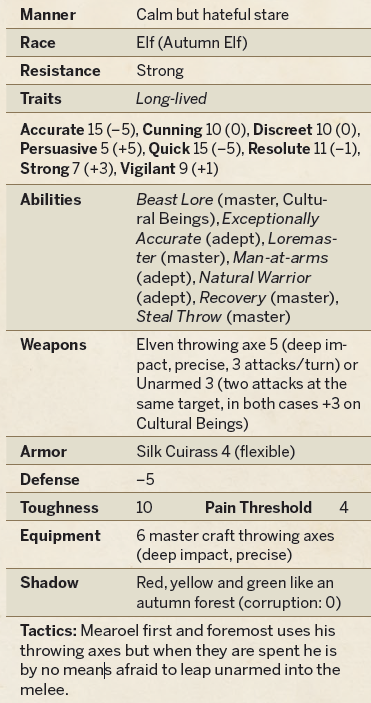 Manner Calm but hateful stare
Race Elf (Autumn Elf)
Resistance Strong
Traits Long-lived
Accurate 15 (–5), Cunning 10 (0), Discreet 10 (0),
Persuasive 5 (+5), Quick 15 (–5), Resolute 11 (–1),
Strong 7 (+3), Vigilant 9 (+1)
Abilities Beast Lore (master, Cultu-
ral Beings), Exceptionally
Accurate (adept), Loremas-
ter (master), Man-at-arms
(adept), Natural Warrior
(adept), Recovery (master),
Steal Throw (master)
Weapons Elven throwing axe 5 (deep im-
pact, precise, 3 attacks/turn) or
Unarmed 3 (two attacks at the
same target, in both cases +3 on
Cultural Beings)
Armor Silk Cuirass 4 (flexible)
Defense –5
Toughness 10 Pain Threshold 4
Equipment 6 master craft throwing axes
(deep impact, precise)
Shadow Red, yellow and green like an
autumn forest (corruption: 0)
Tactics: Mearoel first and foremost uses his
throwing axes but when they are spent he is
by no means afraid to leap unarmed into the
melee.